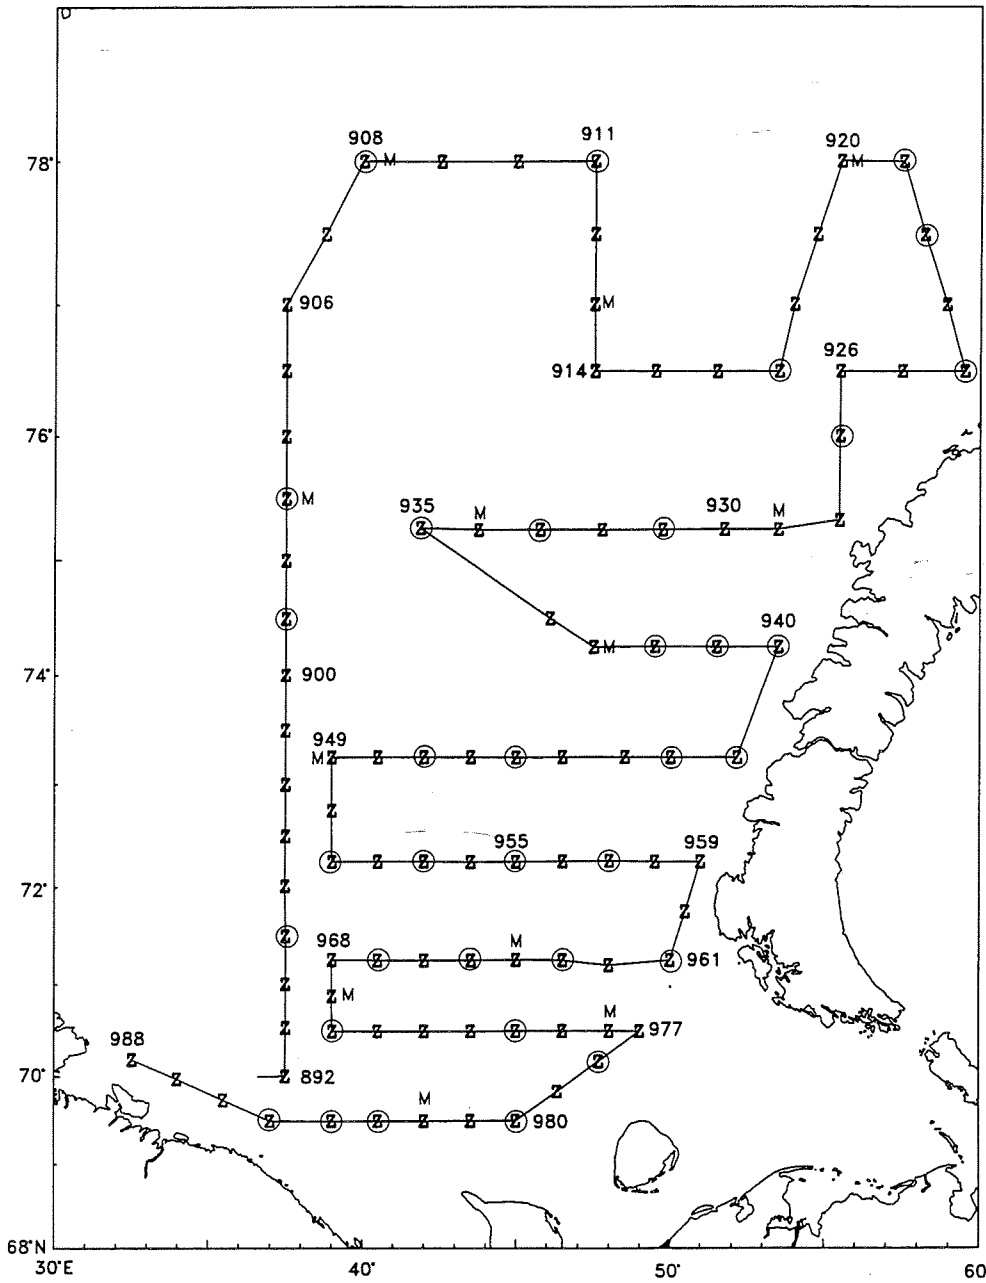 908 911 920
78° Z M Z Z Z Z M Z
Z Z Z Z
Z 906 Z M Z Z
926
Z 914 Z Z Z Z Z Z Z
Z Z
935 M 930 M
Z M
Z Z Z Z Z Z Z Z
Z
940
Z Z Z M Z Z Z
74° Z 900
Z
949
M Z Z Z Z Z Z Z Z Z
Z Z
Z
955 959
Z Z Z Z Z Z Z Z Z
72° Z
Z
968 M
Z
Z Z Z Z Z Z Z Z 961
Z Z M
M
Z Z Z Z Z Z Z Z Z 977
988
Z Z
70° Z Z 892
Z Z
M
Z Z Z Z Z Z Z 980
76°
68°N
30°E 40° 50° 60